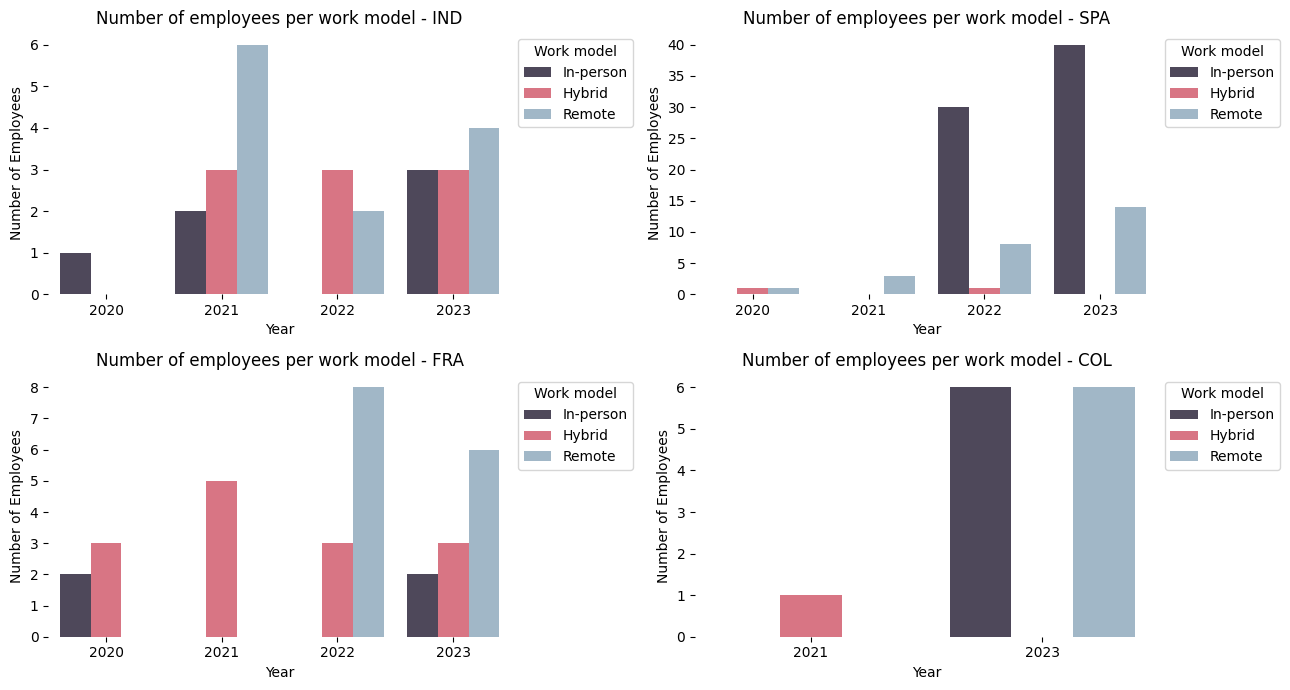 Number of employees per work model - IND
Number of Employees
6
5
4
3
2
1
0
2020 2021 2022 2023
Year
Work model
In-person
Hybrid
Remote
Number of employees per work model - SPA
Number of Employees
40
35
30
25
20
15
10
5
0
2020 2021 2022 2023
Year
Work model
In-person
Hybrid
Remote
Number of employees per work model - FRA
Number of Employees
8
7
6
5
4
3
2
1
0
2020 2021 2022 2023
Year
Work model
In-person
Hybrid
Remote
Number of employees per work model - COL
Number of Employees
6
5
4
3
2
1
0
2021 2023
Year
Work model
In-person
Hybrid
Remote